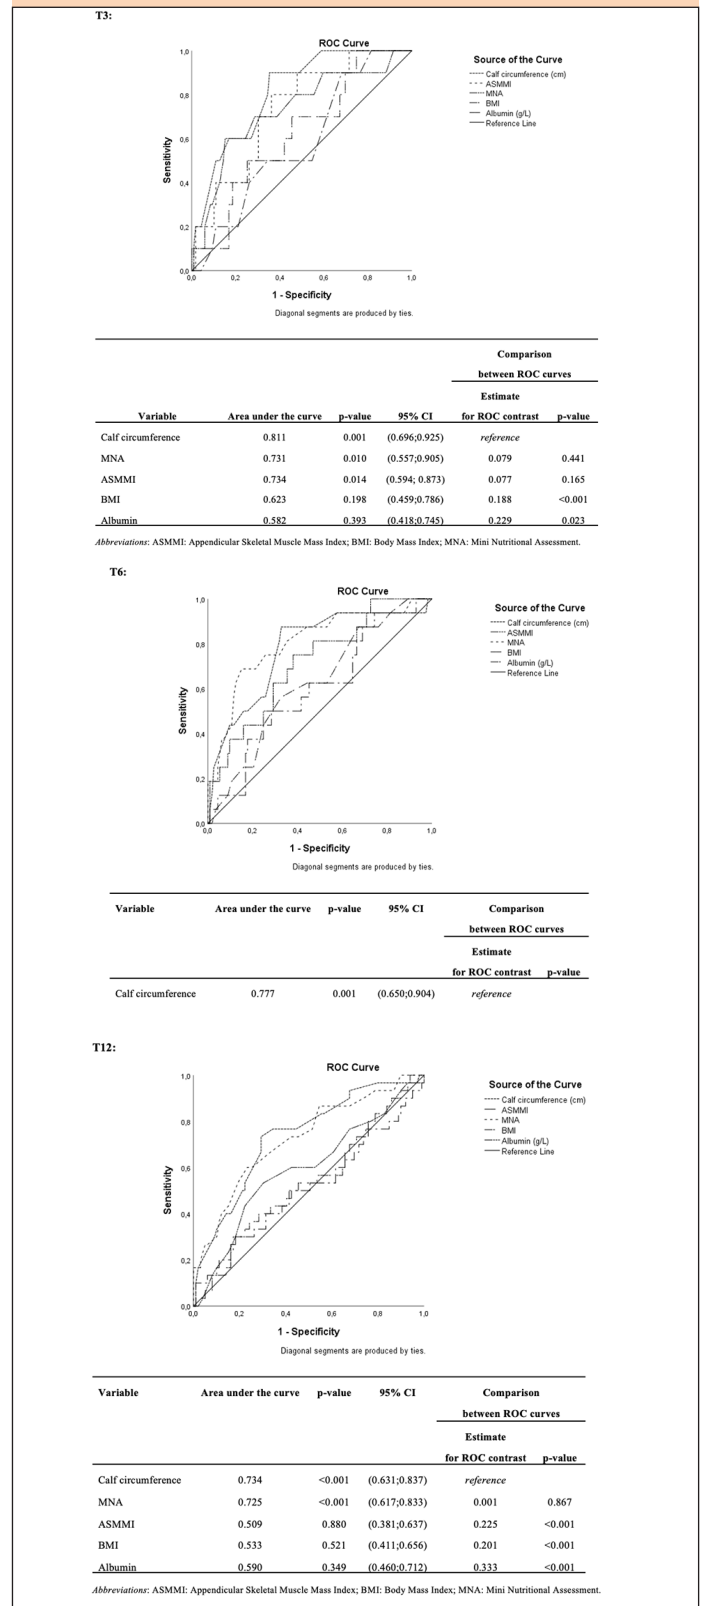 T3:
ROC Curve
1,0
0,8
0,6
0,4
0,2
0,0
Sensitivity
0,0 0,2 0,4 0,6 0,8 1,0
1 - Specificity
Diagonal segments are produced by ties.
Source of the Curve
Calf circumference (cm)
ASMMI
MNA
BMI
Albumin (g/L)
Reference Line
Comparison
between ROC curves
Estimate
Variable Area under the curve p-value 95% CI for ROC contrast p-value
Calf circumference 0.811 0.001 (0.696;0.925) reference
MNA 0.731 0.010 (0.557;0.905) 0.079 0.441
ASMMI 0.734 0.014 (0.594; 0.873) 0.077 0.165
BMI 0.623 0.198 (0.459;0.786) 0.188 <0.001
Albumin 0.582 0.393 (0.418;0.745) 0.229 0.023
Abbreviations: ASMMI: Appendicular Skeletal Muscle Mass Index; BMI: Body Mass Index; MNA: Mini Nutritional Assessment.
T6:
ROC Curve
1,0
0,8
0,6
0,4
0,2
0,0
Sensitivity
0,0 0,2 0,4 0,6 0,8 1,0
1 - Specificity
Diagonal segments are produced by ties.
Source of the Curve
Calf circumference (cm)
ASMMI
MNA
BMI
Albumin (g/L)
Reference Line
Variable Area under the curve p-value 95% CI Comparison
between ROC curves
Estimate
for ROC contrast p-value
Calf circumference 0.777 0.001 (0.650;0.904) reference
T12:
ROC Curve
1,0
0,8
0,6
0,4
0,2
0,0
Sensitivity
0,0 0,2 0,4 0,6 0,8 1,0
1 - Specificity
Diagonal segments are produced by ties.
Source of the Curve
Calf circumference (cm)
ASMMI
MNA
BMI
Albumin (g/L)
Reference Line
Variable Area under the curve p-value 95% CI Comparison
between ROC curves
Estimate
for ROC contrast p-value
Calf circumference 0.734 <0.001 (0.631;0.837) reference
MNA 0.725 <0.001 (0.617;0.833) 0.001 0.867
ASMMI 0.509 0.880 (0.381;0.637) 0.225 <0.001
BMI 0.533 0.521 (0.411;0.656) 0.201 <0.001
Albumin 0.590 0.349 (0.460;0.712) 0.333 <0.001
Abbreviations: ASMMI: Appendicular Skeletal Muscle Mass Index; BMI: Body Mass Index; MNA: Mini Nutritional Assessment.